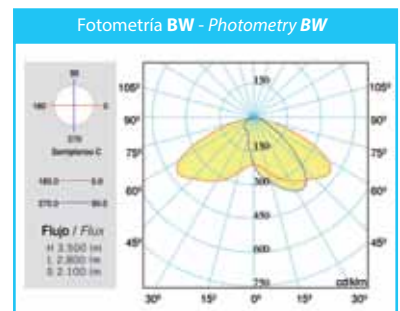 Fotometría BW - Photometry BW
90
180 0
270
Semiplanos C
180.0 0.0
270.0 90.0
Flujo / Flux
H 3.500 lm
L 2.800 lm
S 2.100 lm
105º 150 105º
90º 90º
75º 150 75º
60º 300 60º
450
45º 600 45º
750 cd/klm
30º 15º 0º 15º 30º